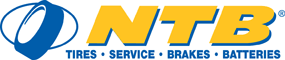 NTB®
TIRES • SERVICE • BRAKES • BATTERIES